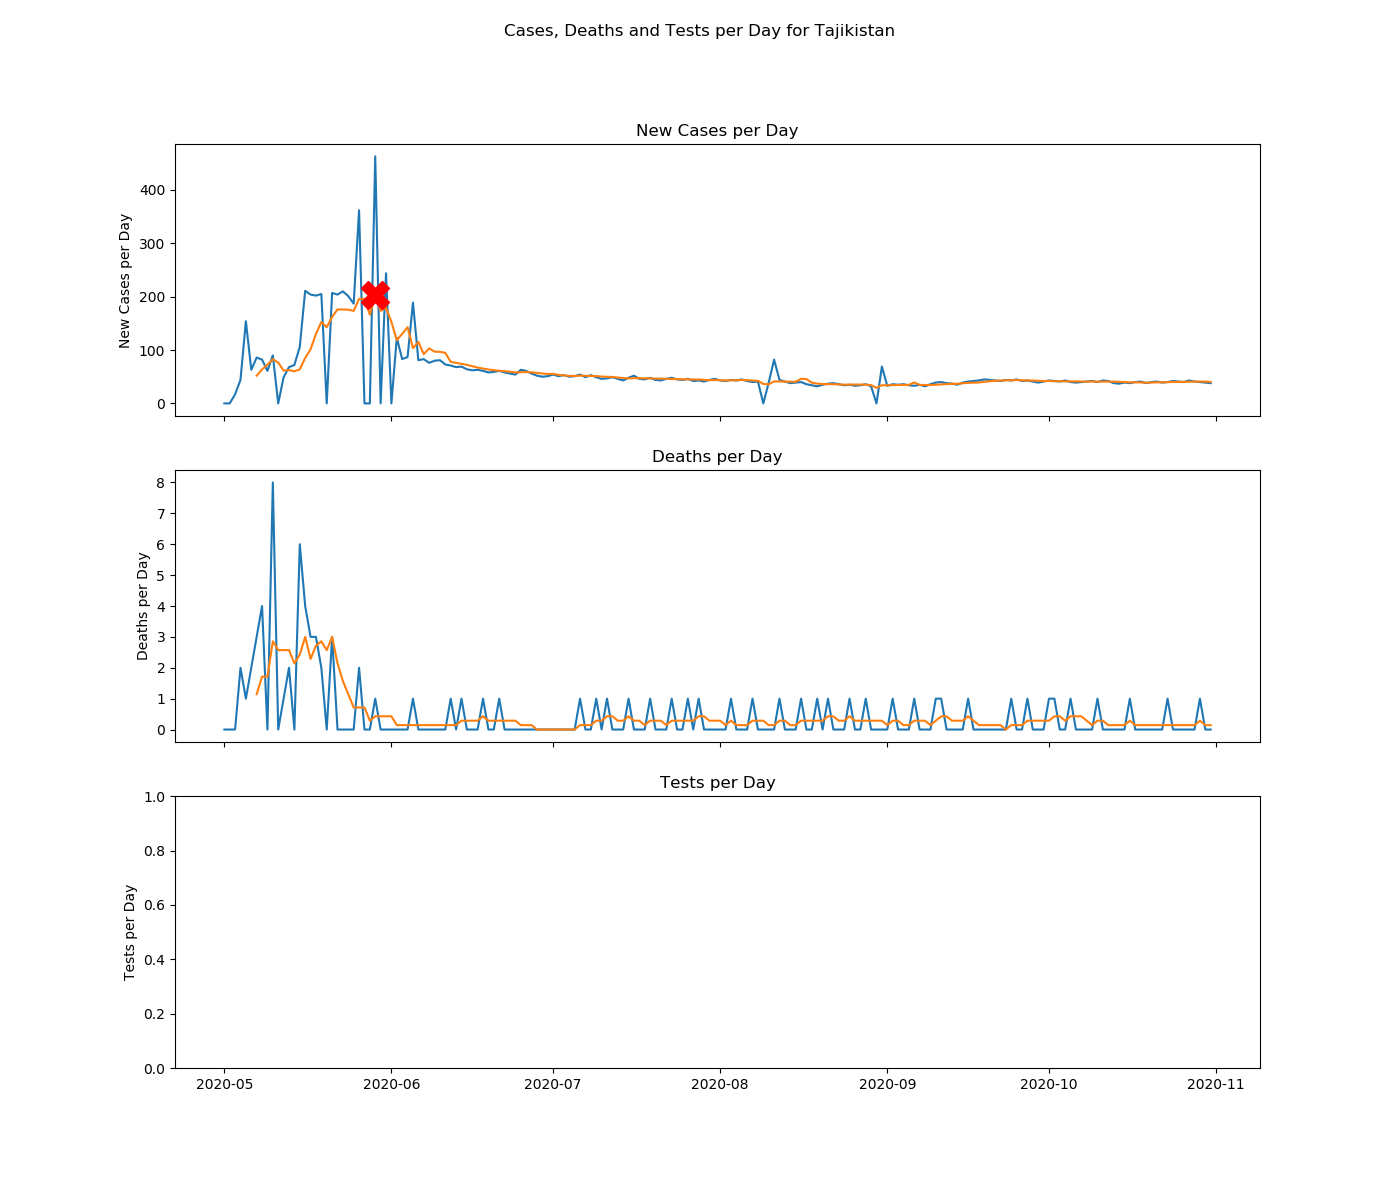 Cases, Deaths and Tests per Day for Tajikistan
New Cases per Day
New Cases per Day
400
300
200
100
0
Deaths per Day
Deaths per Day
8
7
6
5
4
3
2
1
0
Tests per Day
Tests per Day
1.0
0.8
0.6
0.4
0.2
0.0
2020-05 2020-06 2020-07 2020-08 2020-09 2020-10 2020-11